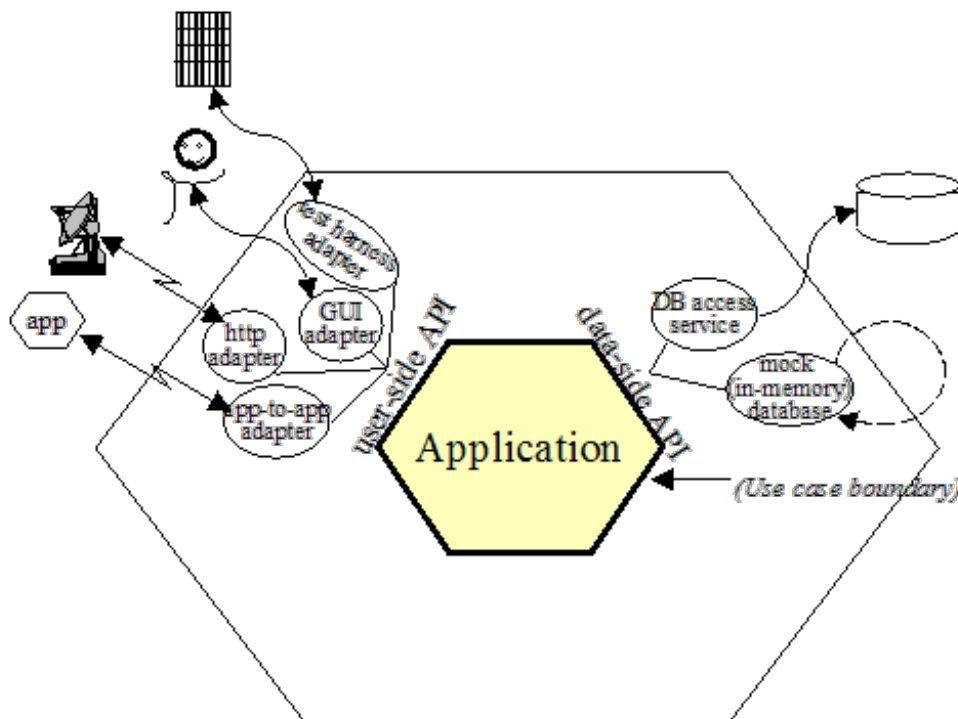 test harness
adapter
GUI
adapter
http
adapter
app
app-to-app
adapter
user-side API
data-side API
DB access
service
mock
(in-memory)
database
Application
(Use case boundary)